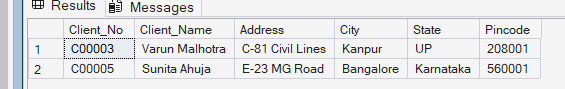 Results Messages
Client_No Client_Name Address City State Pincode
1 C00003 Varun Malhotra C-81 Civil Lines Kanpur UP 208001
2 C00005 Sunita Ahuja E-23 MG Road Bangalore Karnataka 560001